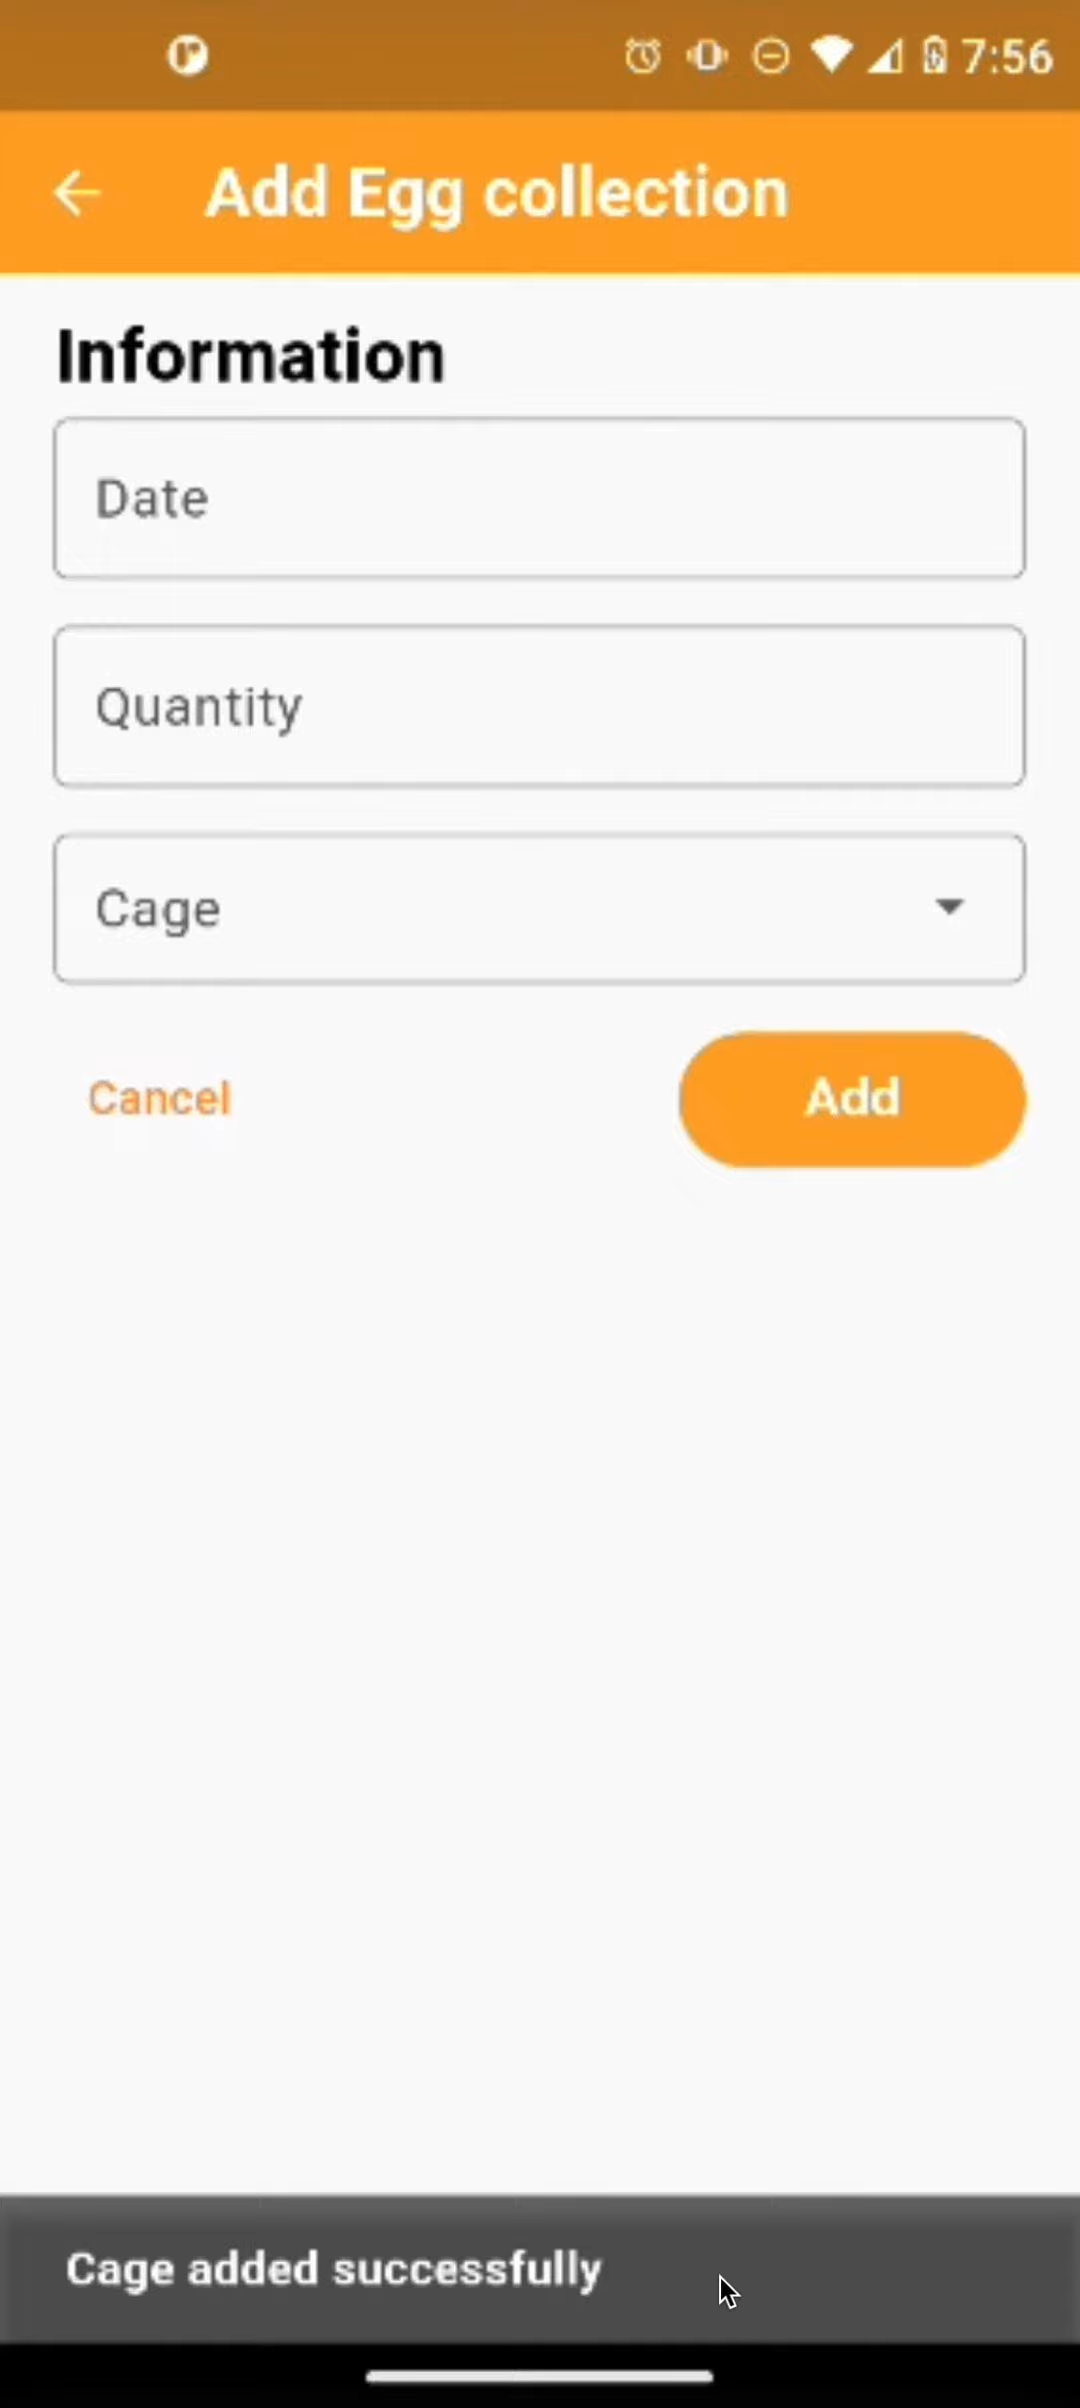 7:56
Add Egg collection
Information
Date
Quantity
Cage
Cancel
Add
Cage added successfully